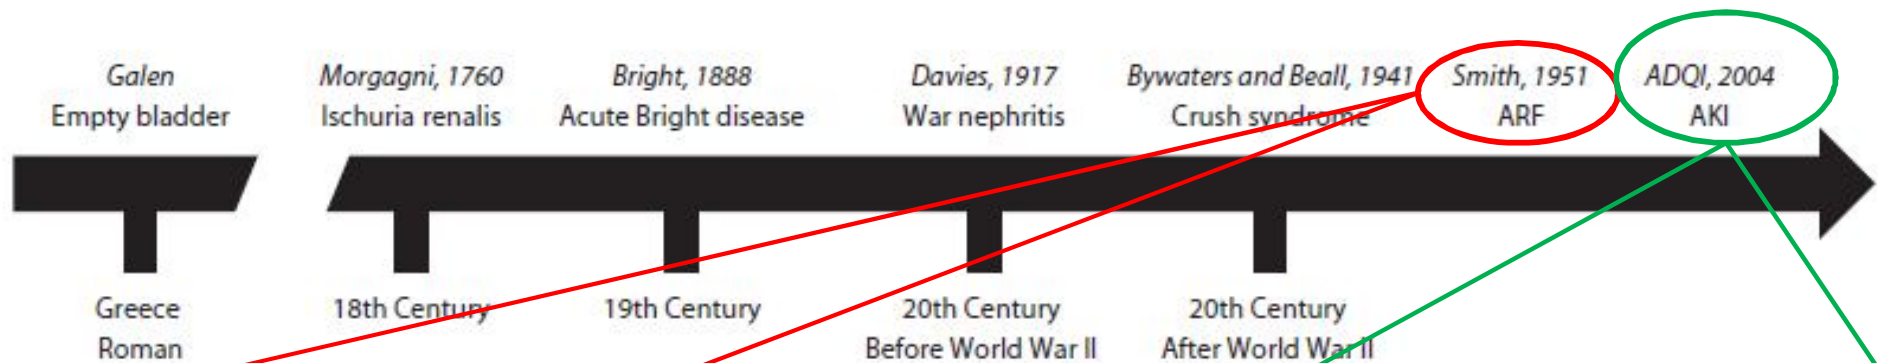 Galen
Empty bladder
Morgagni, 1760
Ischuria renalis
Bright, 1888
Acute Bright disease
Davies, 1917
War nephritis
Bywaters and Beall, 1941
Crush syndrome
Smith, 1951
ARF
ADQI, 2004
AKI
Greece
Roman
18th Century
19th Century
20th Century
Before World War II
20th Century
After World War II